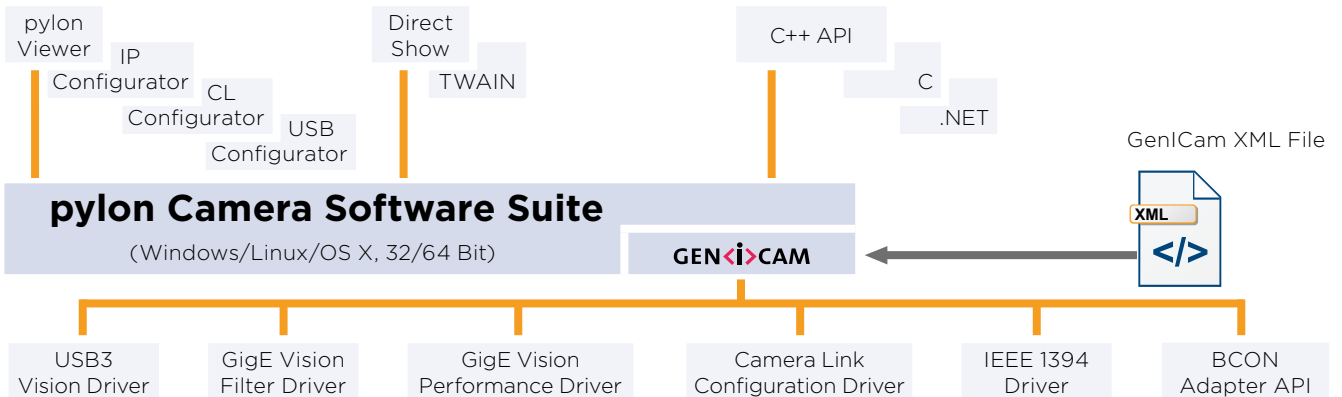 pylon
Viewer
IP
Configurator
CL
Configurator
USB
Configurator
Direct
Show
TWAIN
C++ API
C
.NET
GenICam XML File
XML
</>
pylon Camera Software Suite
(Windows/Linux/OS X, 32/64 Bit)
GEN<i>CAM
USB3
Vision Driver
GigE Vision
Filter Driver
GigE Vision
Performance Driver
Camera Link
Configuration Driver
IEEE 1394
Driver
BCON
Adapter API